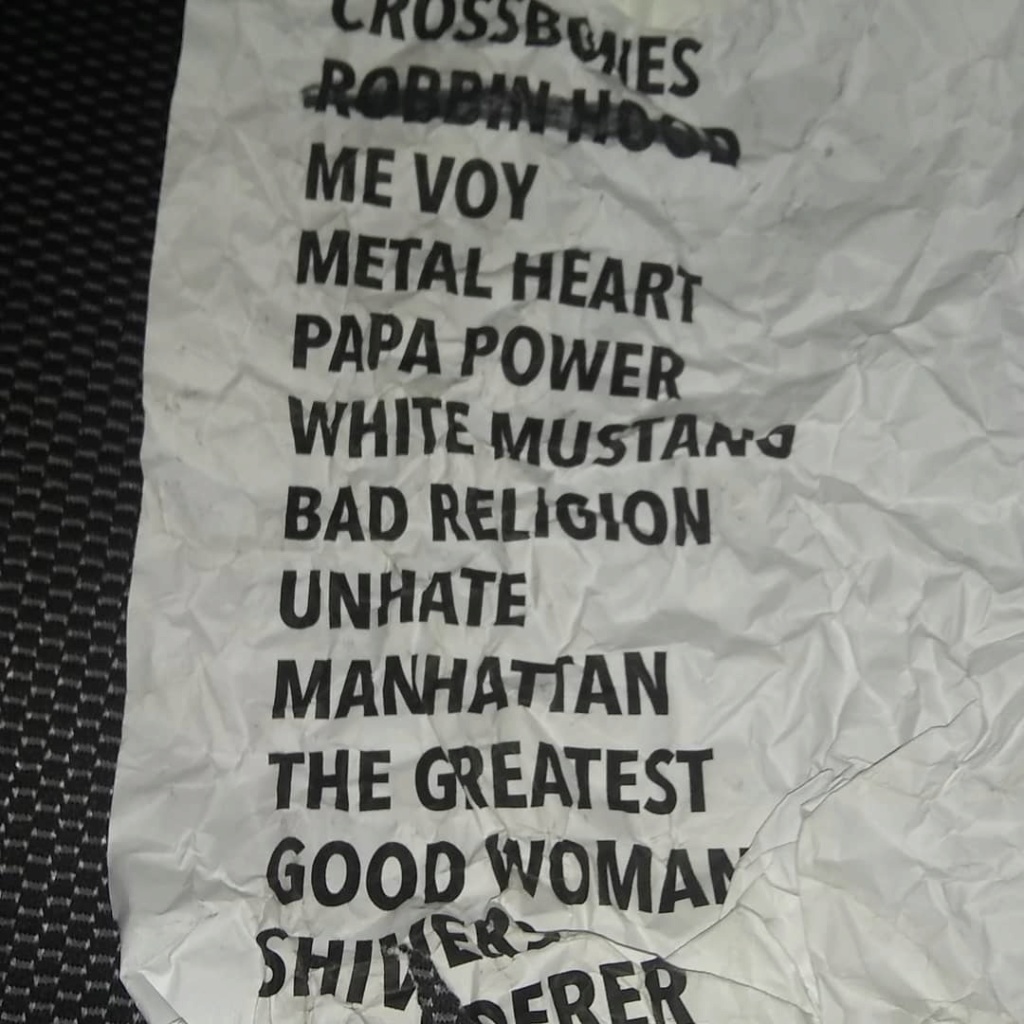 CROSSBONES
ROBBIN HOOD
ME VOY
METAL HEART
PAPA POWER
WHITE MUSTANG
BAD RELIGION
UNHATE
MANHATTAN
THE GREATEST
GOOD WOMAN
SHIVERS